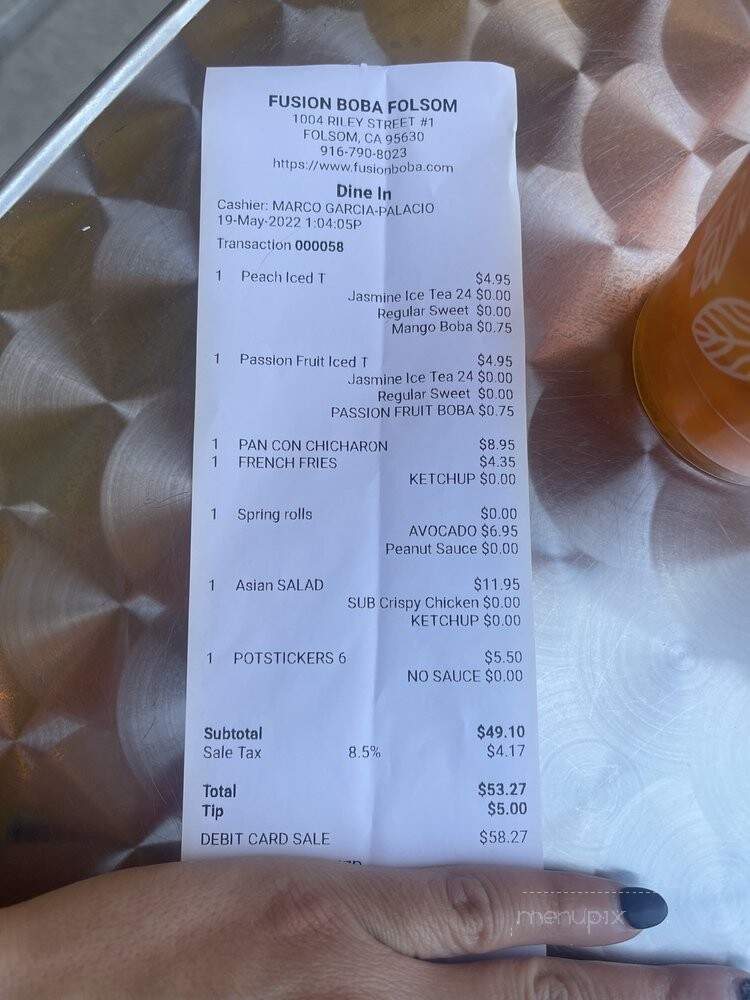 FUSION BOBA FOLSOM
1004 RILEY STREET #1
FOLSOM, CA 95630
916-790-8023
https://www.fusionboba.com
Dine In
Cashier: MARCO GARCIA-PALACIO
19-May-2022 1:04:05P
Transaction 000058
1 Peach Iced T $4.95
Jasmine Ice Tea 24 $0.00
Regular Sweet $0.00
Mango Boba $0.75
1 Passion Fruit Iced T $4.95
Jasmine Ice Tea 24 $0.00
Regular Sweet $0.00
PASSION FRUIT BOBA $0.75
1 PAN CON CHICHARON $8.95
1 FRENCH FRIES $4.35
KETCHUP $0.00
1 Spring rolls $0.00
AVOCADO $6.95
Peanut Sauce $0.00
1 Asian SALAD $11.95
SUB Crispy Chicken $0.00
KETCHUP $0.00
1 POTSTICKERS 6 $5.50
NO SAUCE $0.00
Subtotal $49.10
Sale Tax 8.5% $4.17
Total $53.27
Tip $5.00
DEBIT CARD SALE $58.27
menupix